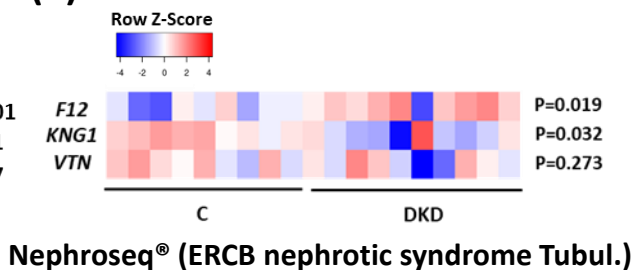 Row Z-Score
-4 -2 0 2 4
01 F12 P=0.019
KNG1 P=0.032
VTN P=0.273
C DKD
Nephroseq® (ERCB nephrotic syndrome Tubul.)